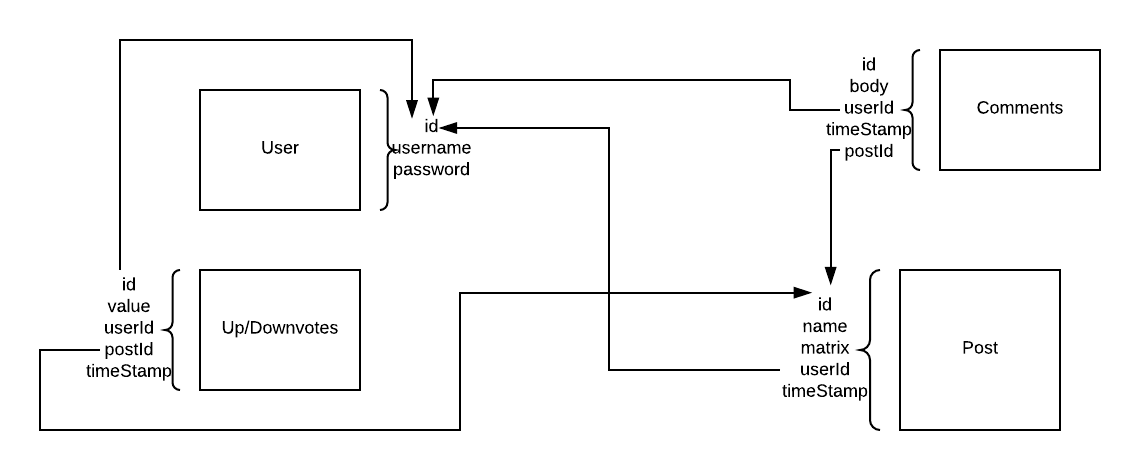 User
id
username
password
id
body
userId
timeStamp
postId
Comments
id
value
userId
postId
timeStamp
Up/Downvotes
id
name
matrix
userId
timeStamp
Post